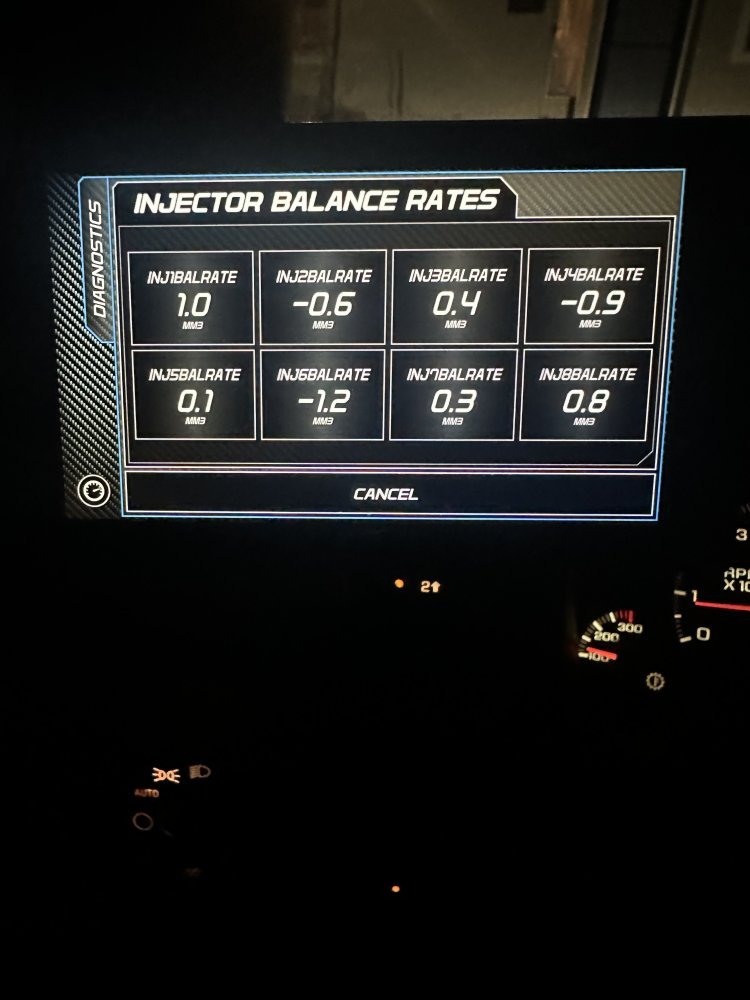 INJECTOR BALANCE RATES
DIAGNOSTICS
INJ1BALRATE
1.0
MM3
INJ2BALRATE
-0.6
MM3
INJ3BALRATE
0.4
MM3
INJ4BALRATE
-0.9
MM3
INJ5BALRATE
0.1
MM3
INJ6BALRATE
-1.2
MM3
INJ7BALRATE
0.3
MM3
INJ8BALRATE
0.8
MM3
CANCEL
2
3
1
0
300
200
100
AUTO